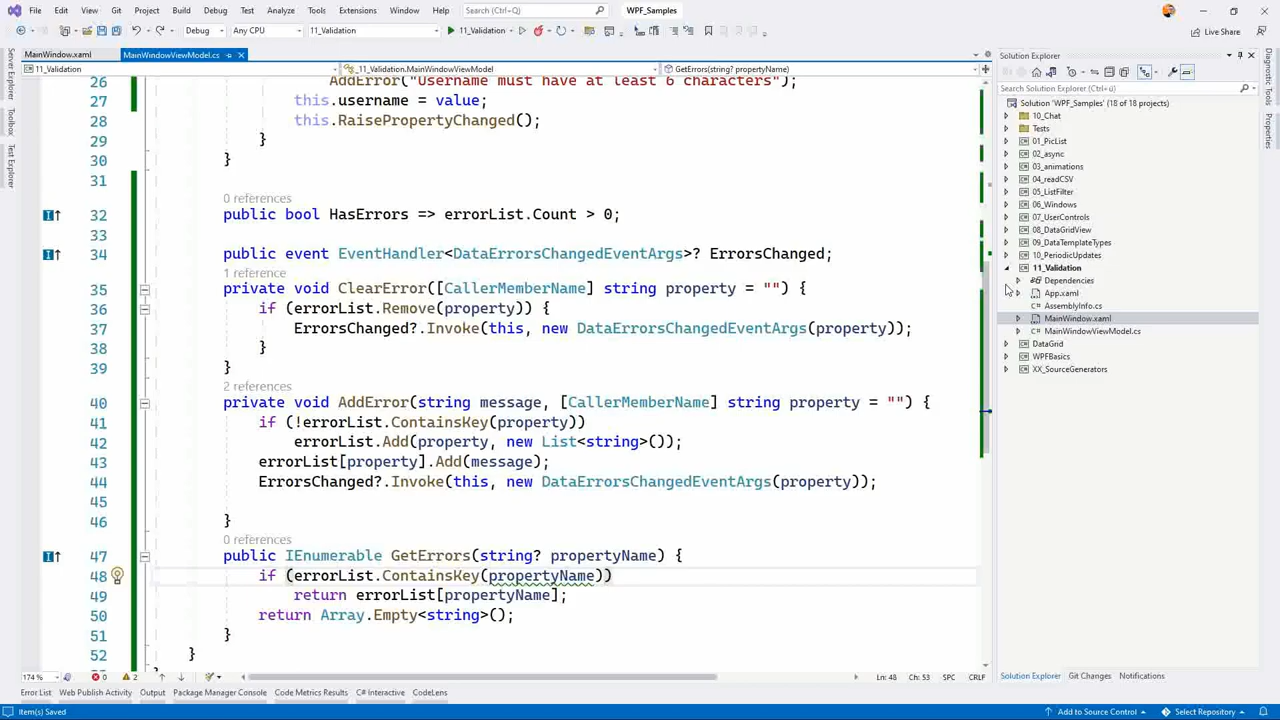 File Edit View Git Project Build Debug Test Analyze Tools Extensions Window Help Search (Ctrl+Q) WPF_Samples
Debug Any CPU 11_Validation 11_Validation Live Share
MainWindow.xaml MainWindowViewModel.cs
11_Validation _11_Validation.MainWindowViewModel GetErrors(string? propertyName)
Server Explorer
Toolbox
Test Explorer
26 AddError("Username must have at least 6 characters");
27 this.username = value;
28 this.RaisePropertyChanged();
29 }
30 }
31
0 references
32 public bool HasErrors => errorList.Count > 0;
33
34 public event EventHandler<DataErrorsChangedEventArgs>? ErrorsChanged;
1 reference
35 private void ClearError([CallerMemberName] string property = "") {
36 if (errorList.Remove(property)) {
37 ErrorsChanged?.Invoke(this, new DataErrorsChangedEventArgs(property));
38 }
39 }
2 references
40 private void AddError(string message, [CallerMemberName] string property = "") {
41 if (!errorList.ContainsKey(property))
42 errorList.Add(property, new List<string>());
43 errorList[property].Add(message);
44 ErrorsChanged?.Invoke(this, new DataErrorsChangedEventArgs(property));
45
46 }
0 references
47 public IEnumerable GetErrors(string? propertyName) {
48 if (errorList.ContainsKey(propertyName))
49 return errorList[propertyName];
50 return Array.Empty<string>();
51 }
52 }
174 % 0 2 Ln: 48 Ch: 53 SPC CRLF
Error List Web Publish Activity Output Package Manager Console Code Metrics Results C# Interactive CodeLens
Solution Explorer
Search Solution Explorer (Ctrl+ü)
Solution 'WPF_Samples' (18 of 18 projects)
10_Chat
Tests
01_PicList
02_async
03_animations
04_readCSV
05_ListFilter
06_Windows
07_UserControls
08_DataGridView
09_DataTemplateTypes
10_PeriodicUpdates
11_Validation
Dependencies
App.xaml
AssemblyInfo.cs
MainWindow.xaml
MainWindowViewModel.cs
DataGrid
WPFBasics
XX_SourceGenerators
Solution Explorer Git Changes Notifications
Diagnostic Tools
Properties
Item(s) Saved Add to Source Control Select Repository